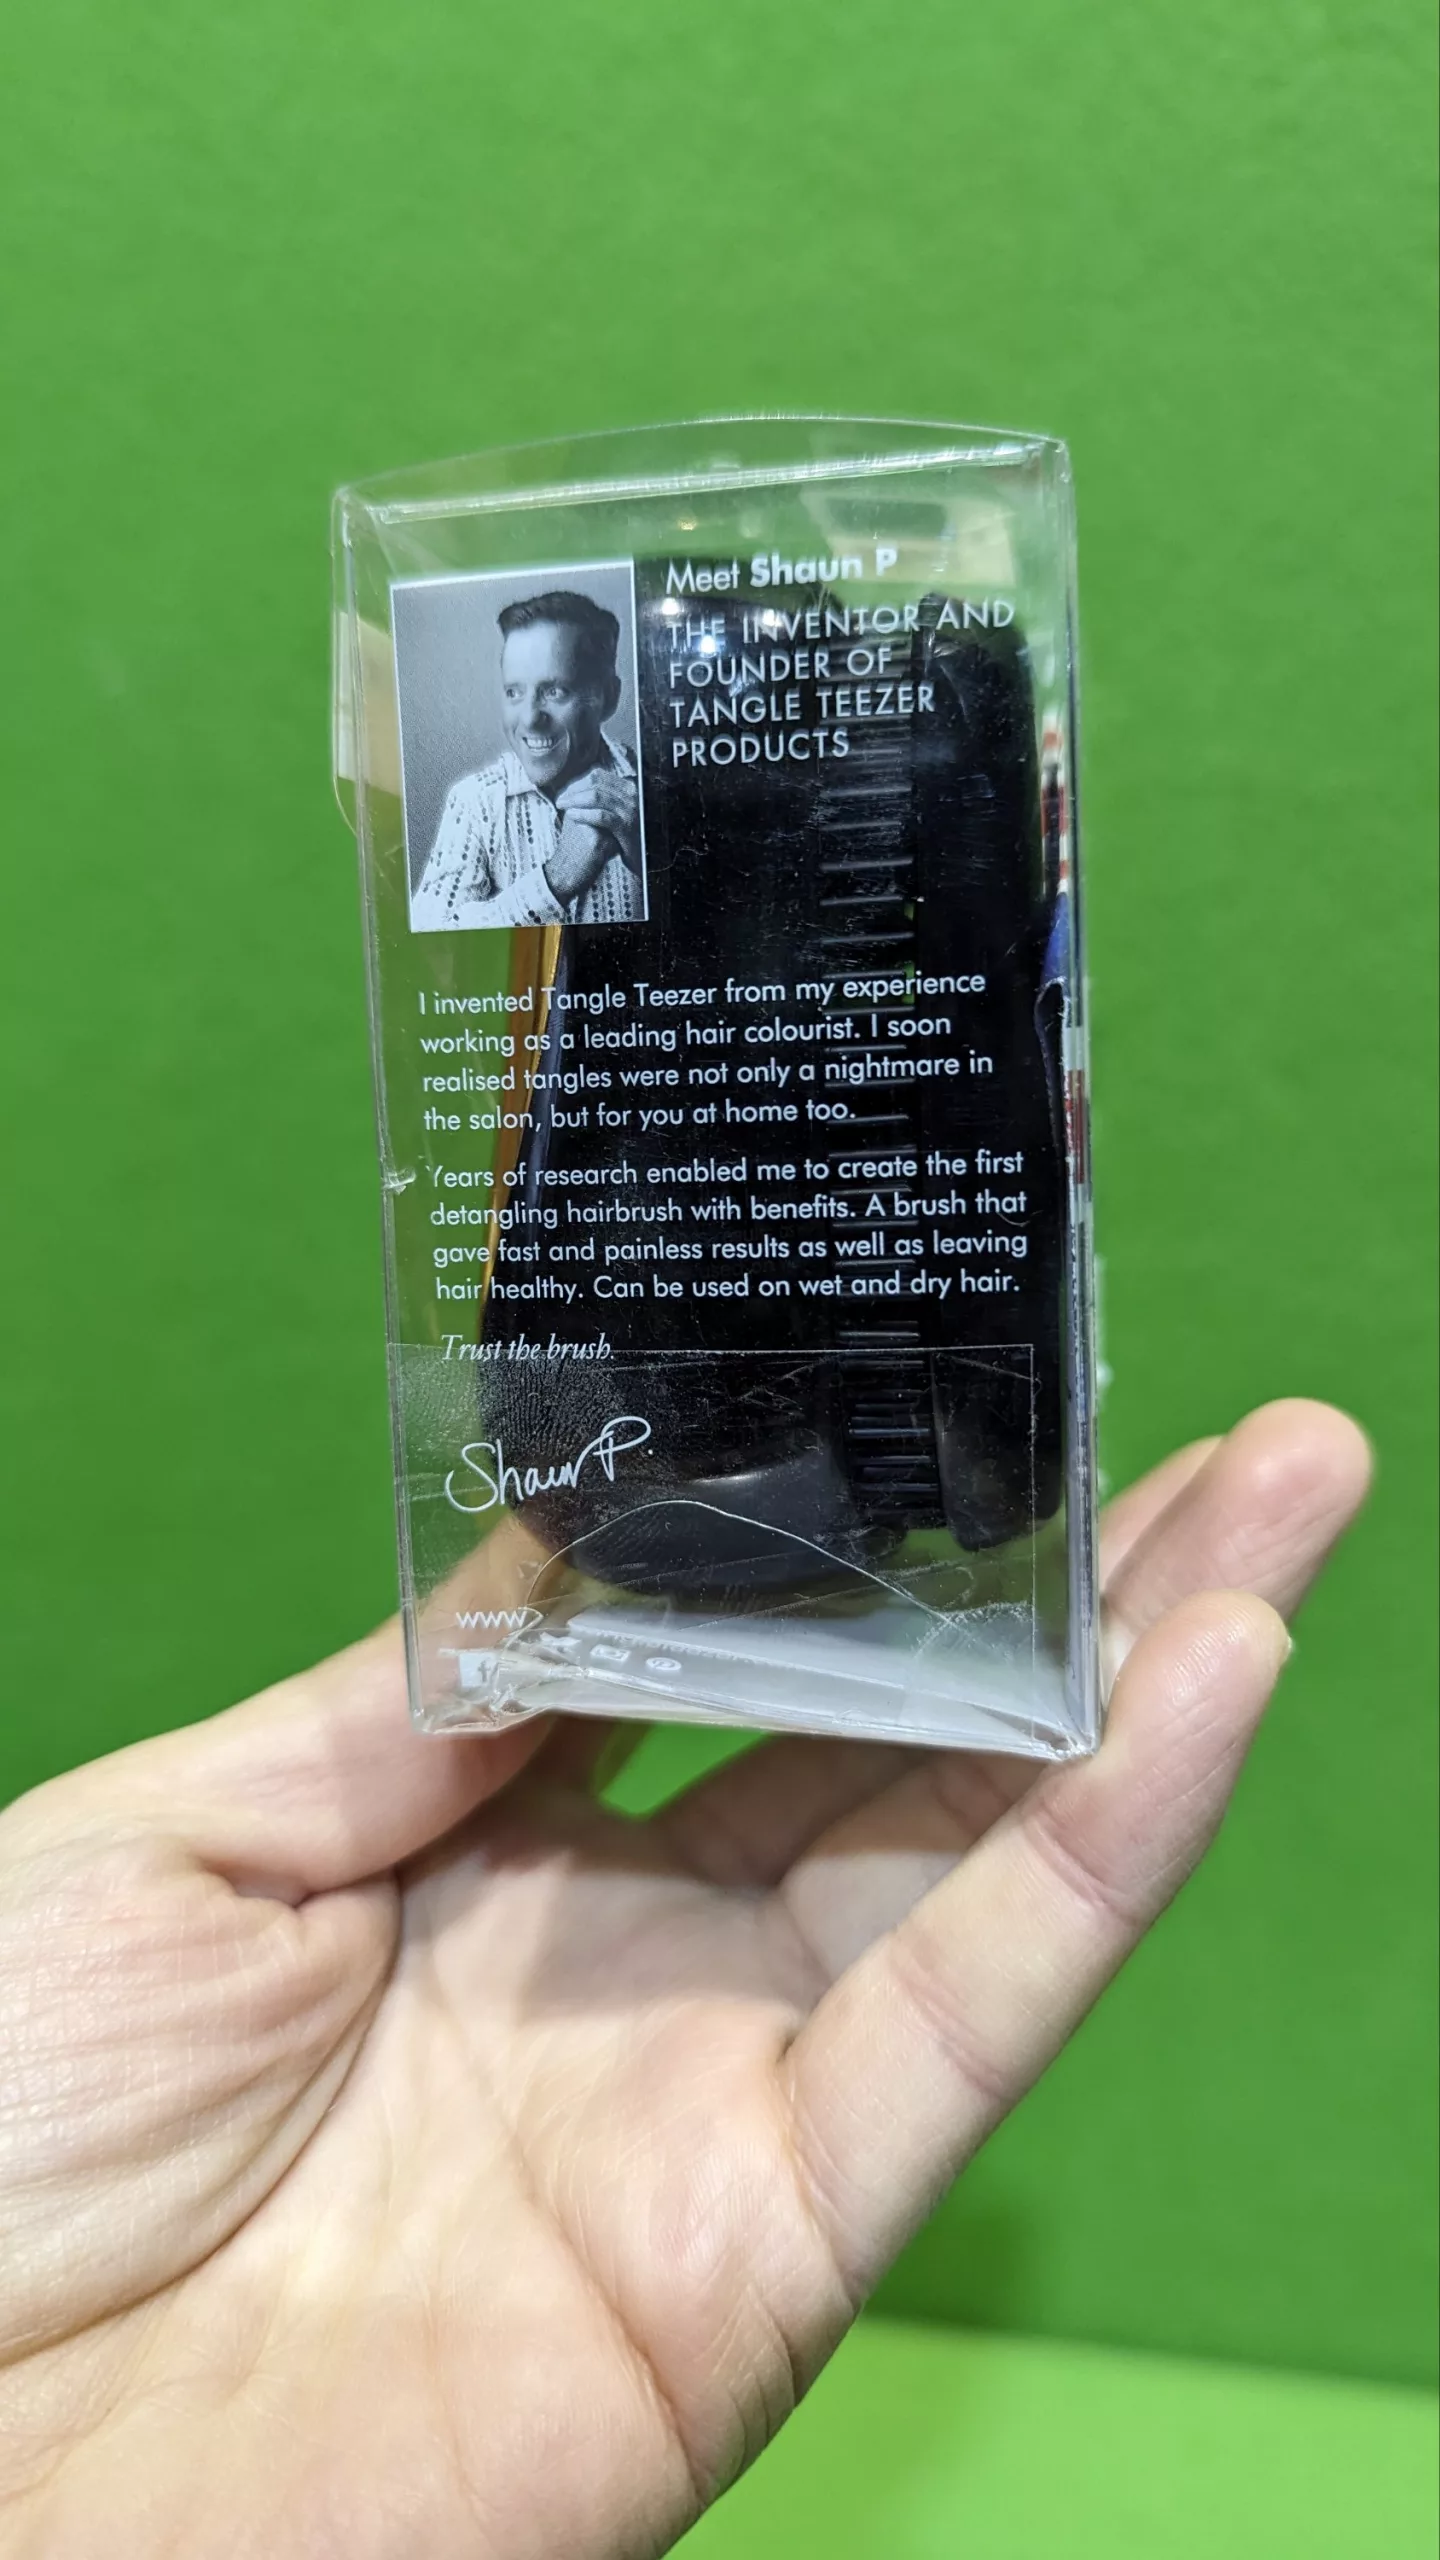 Meet Shaun P
THE INVENTOR AND
FOUNDER OF
TANGLE TEEZER
PRODUCTS
I invented Tangle Teezer from my experience
working as a leading hair colourist. I soon
realised tangles were not only a nightmare in
the salon, but for you at home too.
Years of research enabled me to create the first
detangling hairbrush with benefits. A brush that
gave fast and painless results as well as leaving
hair healthy. Can be used on wet and dry hair.
Trust the brush.
Shaun P.
www